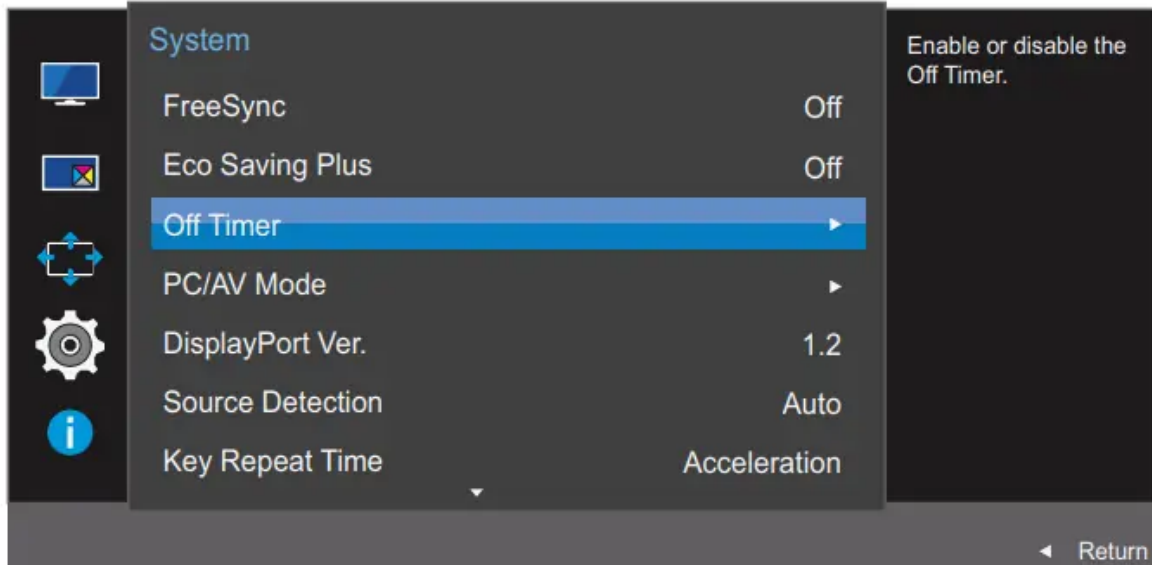 System
FreeSync Off
Eco Saving Plus Off
Off Timer
PC/AV Mode
DisplayPort Ver. 1.2
Source Detection Auto
Key Repeat Time Acceleration
Enable or disable the
Off Timer.
Return